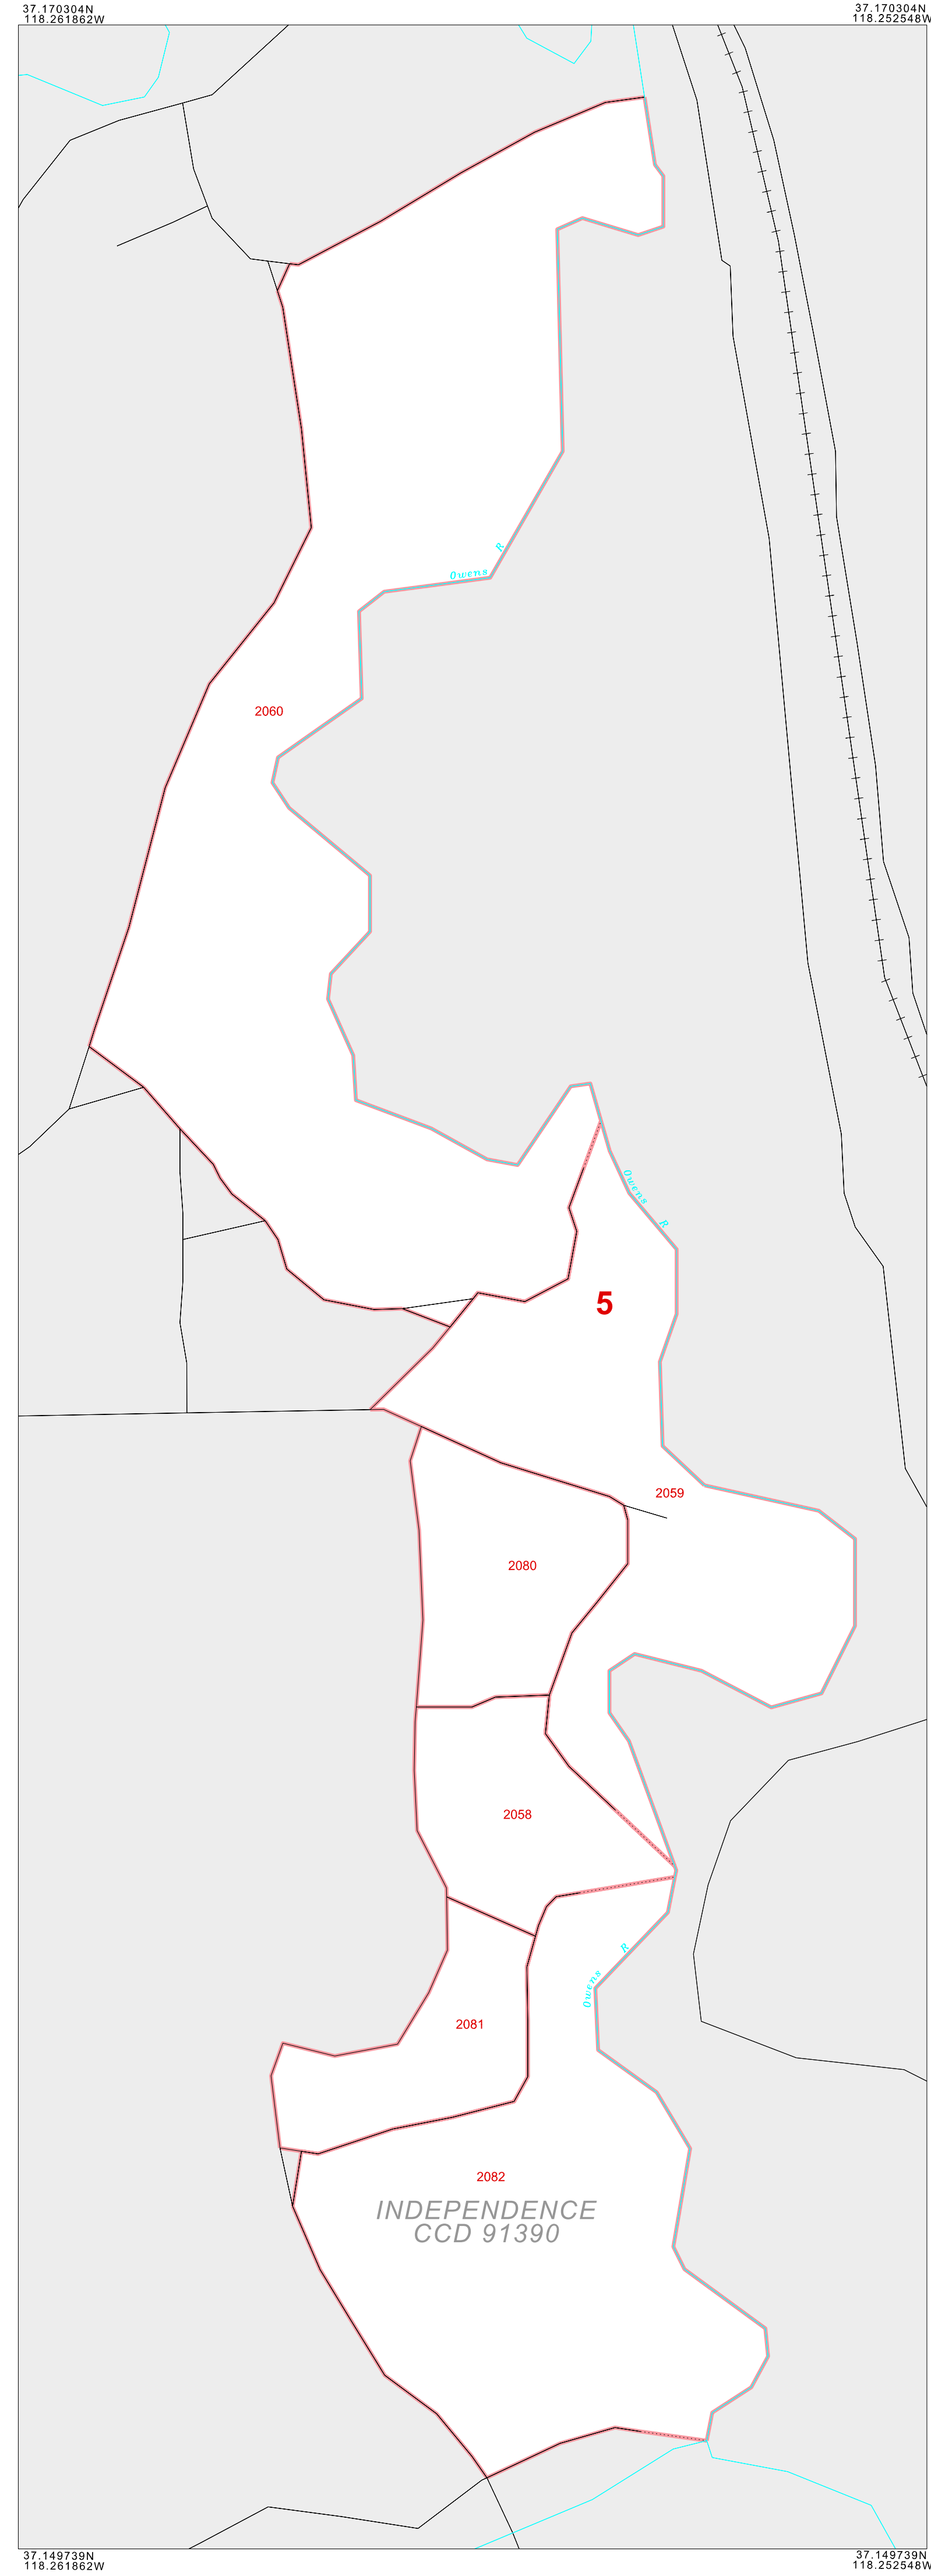 37.170304N
118.261862W
37.170304N
118.252548W
Owens R
2060
Owens R
5
2059
2080
2058
Owens R
2081
2082
INDEPENDENCE
CCD 91390
37.149739N
118.261862W
37.149739N
118.252548W